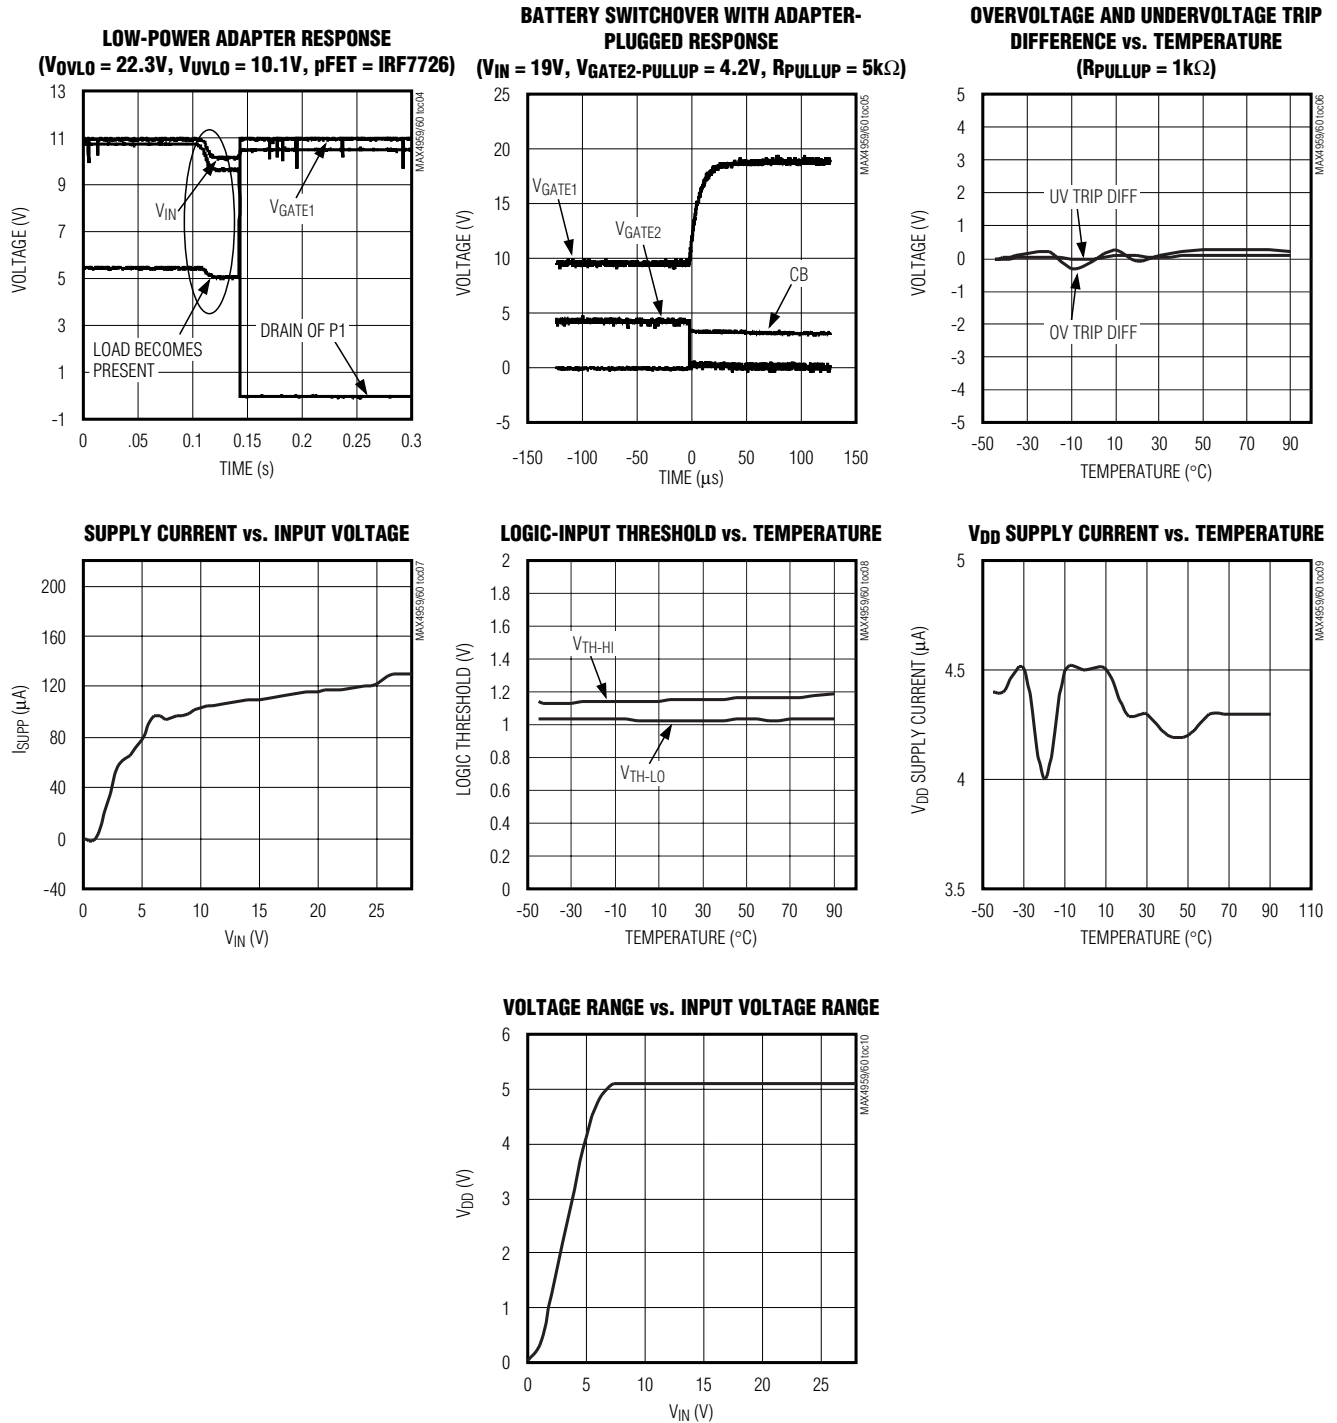 LOW-POWER ADAPTER RESPONSE
(VOVLO = 22.3V, VUVLO = 10.1V, pFET = IRF7726)
MAX4959/60 toc04
13
11
9
7
5
3
1
-1
VOLTAGE (V)
VIN
VGATE1
LOAD BECOMES
PRESENT
DRAIN OF P1
0
.05
0.1
0.15
0.2
0.25
0.3
TIME (s)
BATTERY SWITCHOVER WITH ADAPTER-
PLUGGED RESPONSE
(VIN = 19V, VGATE2-PULLUP = 4.2V, RPULLUP = 5kΩ)
MAX4959/60 toc05
25
20
15
10
5
0
-5
VOLTAGE (V)
VGATE1
VGATE2
CB
-150
-100
-50
0
50
100
150
TIME (μs)
OVERVOLTAGE AND UNDERVOLTAGE TRIP
DIFFERENCE vs. TEMPERATURE
(RPULLUP = 1kΩ)
MAX4959/60 toc06
5
4
3
2
1
0
-1
-2
-3
-4
-5
VOLTAGE (V)
UV TRIP DIFF
OV TRIP DIFF
-50
-30
-10
10
30
50
70
90
TEMPERATURE (°C)
SUPPLY CURRENT vs. INPUT VOLTAGE
MAX4959/60 toc07
200
160
120
80
40
0
-40
ISUPP (μA)
0
5
10
15
20
25
VIN (V)
LOGIC-INPUT THRESHOLD vs. TEMPERATURE
MAX4959/60 toc08
2
1.8
1.6
1.4
1.2
1.0
0.8
0.6
0.4
0.2
0
LOGIC THRESHOLD (V)
VTH-HI
VTH-LO
-50
-30
-10
10
30
50
70
90
TEMPERATURE (°C)
VDD SUPPLY CURRENT vs. TEMPERATURE
MAX4959/60 toc09
5
4.5
4
3.5
VDD SUPPLY CURRENT (μA)
-50
-30
-10
10
30
50
70
90
110
TEMPERATURE (°C)
VOLTAGE RANGE vs. INPUT VOLTAGE RANGE
MAX4959/60 toc10
6
5
4
3
2
1
0
VDD (V)
0
5
10
15
20
25
VIN (V)